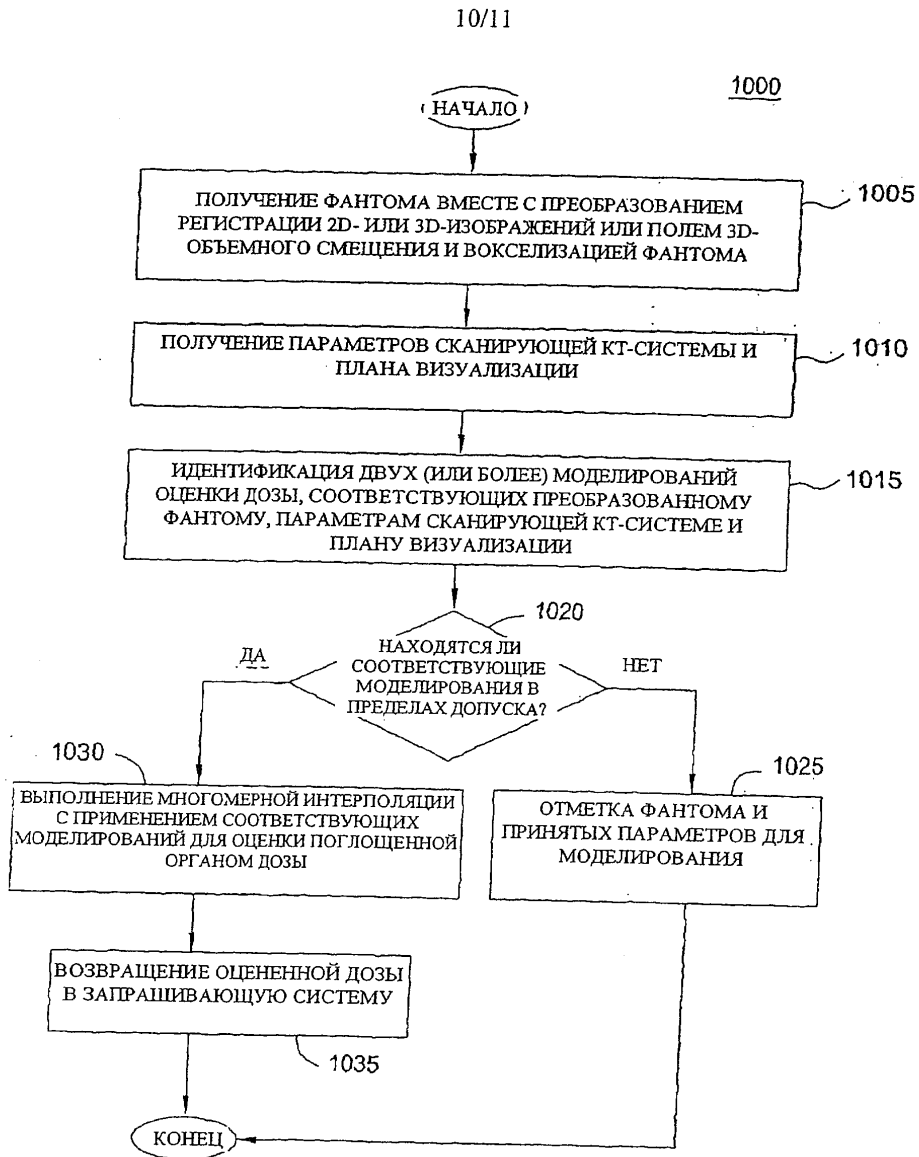 10/11
1000
НАЧАЛО
ПОЛУЧЕНИЕ ФАНТОМА ВМЕСТЕ С ПРЕОБРАЗОВАНИЕМ
РЕГИСТРАЦИИ 2D- ИЛИ 3D-ИЗОБРАЖЕНИЙ ИЛИ ПОЛЕМ 3D-
ОБЪЕМНОГО СМЕЩЕНИЯ И ВОКСЕЛИЗАЦИЕЙ ФАНТОМА
1005
ПОЛУЧЕНИЕ ПАРАМЕТРОВ СКАНИРУЮЩЕЙ КТ-СИСТЕМЫ И
ПЛАНА ВИЗУАЛИЗАЦИИ
1010
ИДЕНТИФИКАЦИЯ ДВУХ (ИЛИ БОЛЕЕ) МОДЕЛИРОВАНИЙ
ОЦЕНКИ ДОЗЫ, СООТВЕТСТВУЮЩИХ ПРЕОБРАЗОВАННОМУ
ФАНТОМУ, ПАРАМЕТРАМ СКАНИРУЮЩЕЙ КТ-СИСТЕМЕ И
ПЛАНУ ВИЗУАЛИЗАЦИИ
1015
1020
НАХОДЯТСЯ ЛИ
СООТВЕТСТВУЮЩИЕ
МОДЕЛИРОВАНИЯ В
ПРЕДЕЛАХ ДОПУСКА?
ДА
НЕТ
1030
ВЫПОЛНЕНИЕ МНОГОМЕРНОЙ ИНТЕРПОЛЯЦИИ
С ПРИМЕНЕНИЕМ СООТВЕТСТВУЮЩИХ
МОДЕЛИРОВАНИЙ ДЛЯ ОЦЕНКИ ПОГЛОЩЕННОЙ
ОРГАНОМ ДОЗЫ
1025
ОТМЕТКА ФАНТОМА И
ПРИНЯТЫХ ПАРАМЕТРОВ ДЛЯ
МОДЕЛИРОВАНИЯ
ВОЗВРАЩЕНИЕ ОЦЕНЕННОЙ ДОЗЫ
В ЗАПРАШИВАЮЩУЮ СИСТЕМУ
1035
КОНЕЦ